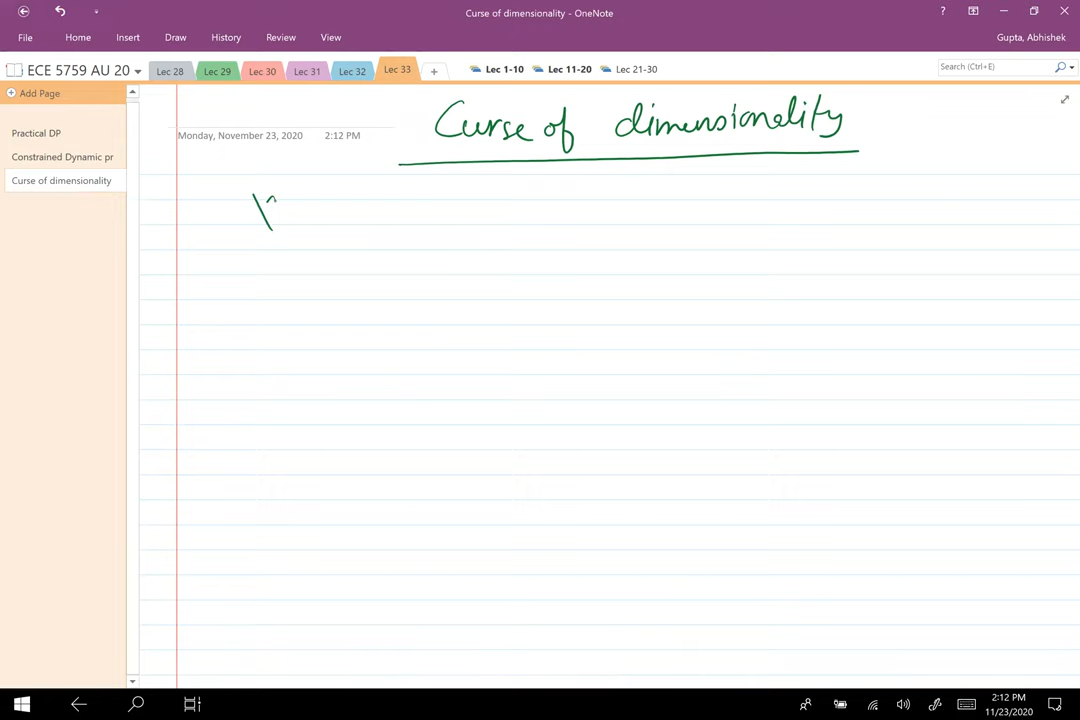 Curse of dimensionality - OneNote
?
File Home Insert Draw History Review View Gupta, Abhishek
ECE 5759 AU 20 Lec 28 Lec 29 Lec 30 Lec 31 Lec 32 Lec 33 + Lec 1-10 Lec 11-20 Lec 21-30 Search (Ctrl+E)
Add Page
Practical DP
Constrained Dynamic pr
Curse of dimensionality
Curse of dimensionality
Monday, November 23, 2020 2:12 PM
2:12 PM
11/23/2020